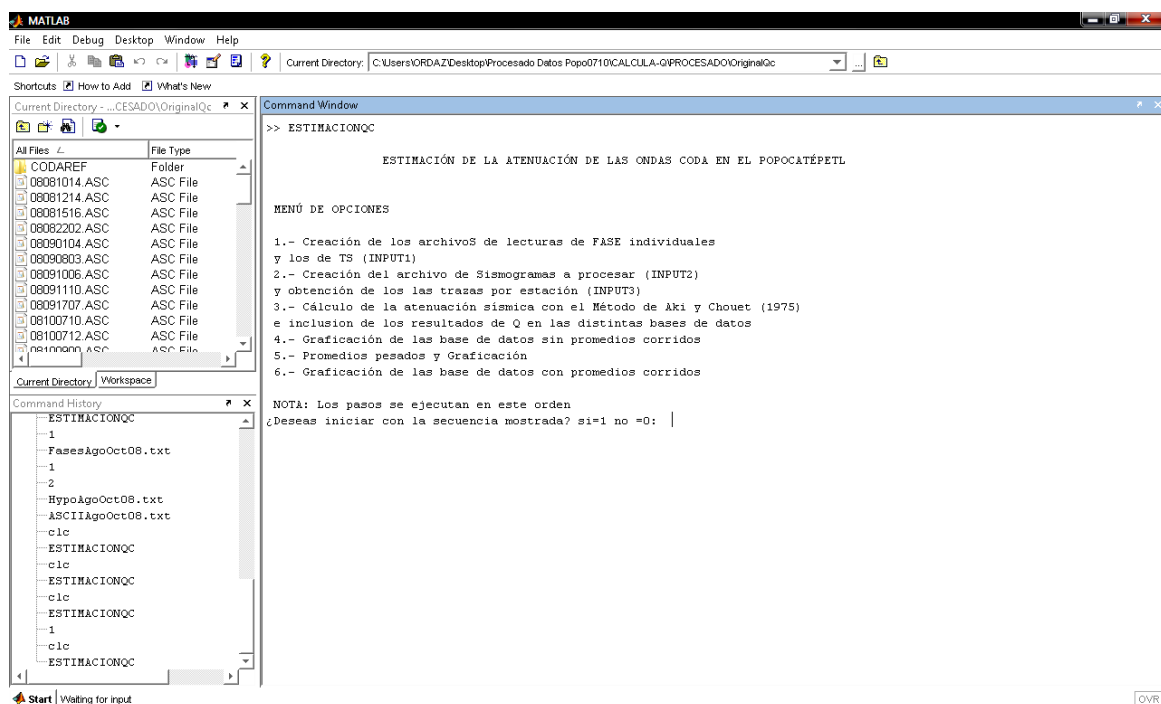 MATLAB
File Edit Debug Desktop Window Help
Current Directory: C:\Users\ORDAZ\Desktop\Procesado Datos Popo0710\CALCULA-Q\PROCESADO\OriginalQc
...
Shortcuts How to Add What's New
Current Directory - ...CESADO\OriginalQc
All Files File Type
CODAREF Folder
08081014.ASC ASC File
08081214.ASC ASC File
08081516.ASC ASC File
08082202.ASC ASC File
08090104.ASC ASC File
08090803.ASC ASC File
08091006.ASC ASC File
08091110.ASC ASC File
08091707.ASC ASC File
08100710.ASC ASC File
08100712.ASC ASC File
08100900.ASC ASC File
Current Directory Workspace
Command History
ESTIMACIONQC
1
FasesAgoOct08.txt
1
2
HypoAgoOct08.txt
ASCIIAgoOct08.txt
clc
ESTIMACIONQC
clc
ESTIMACIONQC
clc
ESTIMACIONQC
1
clc
ESTIMACIONQC
Command Window
>> ESTIMACIONQC
ESTIMACIÓN DE LA ATENUACIÓN DE LAS ONDAS CODA EN EL POPOCATÉPETL
MENÚ DE OPCIONES
1.- Creación de los archivoS de lecturas de FASE individuales
y los de TS (INPUT1)
2.- Creación del archivo de Sismogramas a procesar (INPUT2)
y obtención de los las trazas por estación (INPUT3)
3.- Cálculo de la atenuación sísmica con el Método de Aki y Chouet (1975)
e inclusion de los resultados de Q en las distintas bases de datos
4.- Graficación de las base de datos sin promedios corridos
5.- Promedios pesados y Graficación
6.- Graficación de las base de datos con promedios corridos
NOTA: Los pasos se ejecutan en este orden
¿Deseas iniciar con la secuencia mostrada? si=1 no =0:
Start Waiting for input
OVR